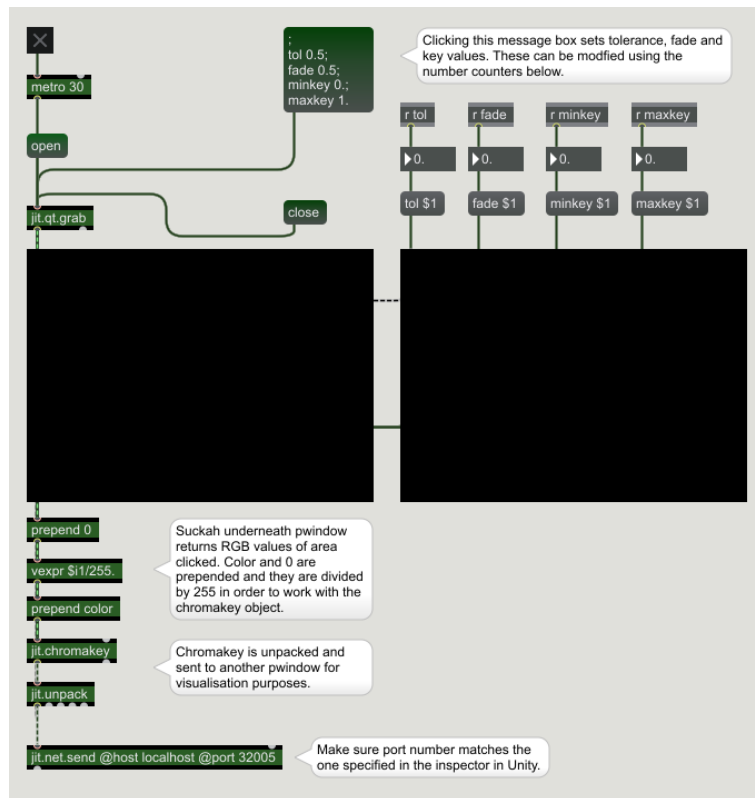 ;
tol 0.5;
fade 0.5;
minkey 0.;
maxkey 1.
Clicking this message box sets tolerance, fade and
key values. These can be modfied using the
number counters below.
metro 30
r tol
r fade
r minkey
r maxkey
open
0.
0.
0.
0.
jit.qt.grab
close
tol $1
fade $1
minkey $1
maxkey $1
prepend 0
vexpr $i1/255.
prepend color
Suckah underneath pwindow
returns RGB values of area
clicked. Color and 0 are
prepended and they are divided
by 255 in order to work with the
chromakey object.
jit.chromakey
jit.unpack
Chromakey is unpacked and
sent to another pwindow for
visualisation purposes.
jit.net.send @host localhost @port 32005
Make sure port number matches the
one specified in the inspector in Unity.